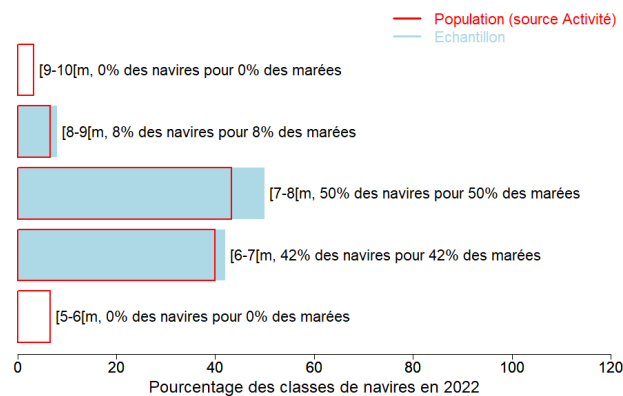 Population (source Activité)
Echantillon
[9-10[m, 0% des navires pour 0% des marées
[8-9[m, 8% des navires pour 8% des marées
[7-8[m, 50% des navires pour 50% des marées
[6-7[m, 42% des navires pour 42% des marées
[5-6[m, 0% des navires pour 0% des marées
0 20 40 60 80 100 120
Pourcentage des classes de navires en 2022